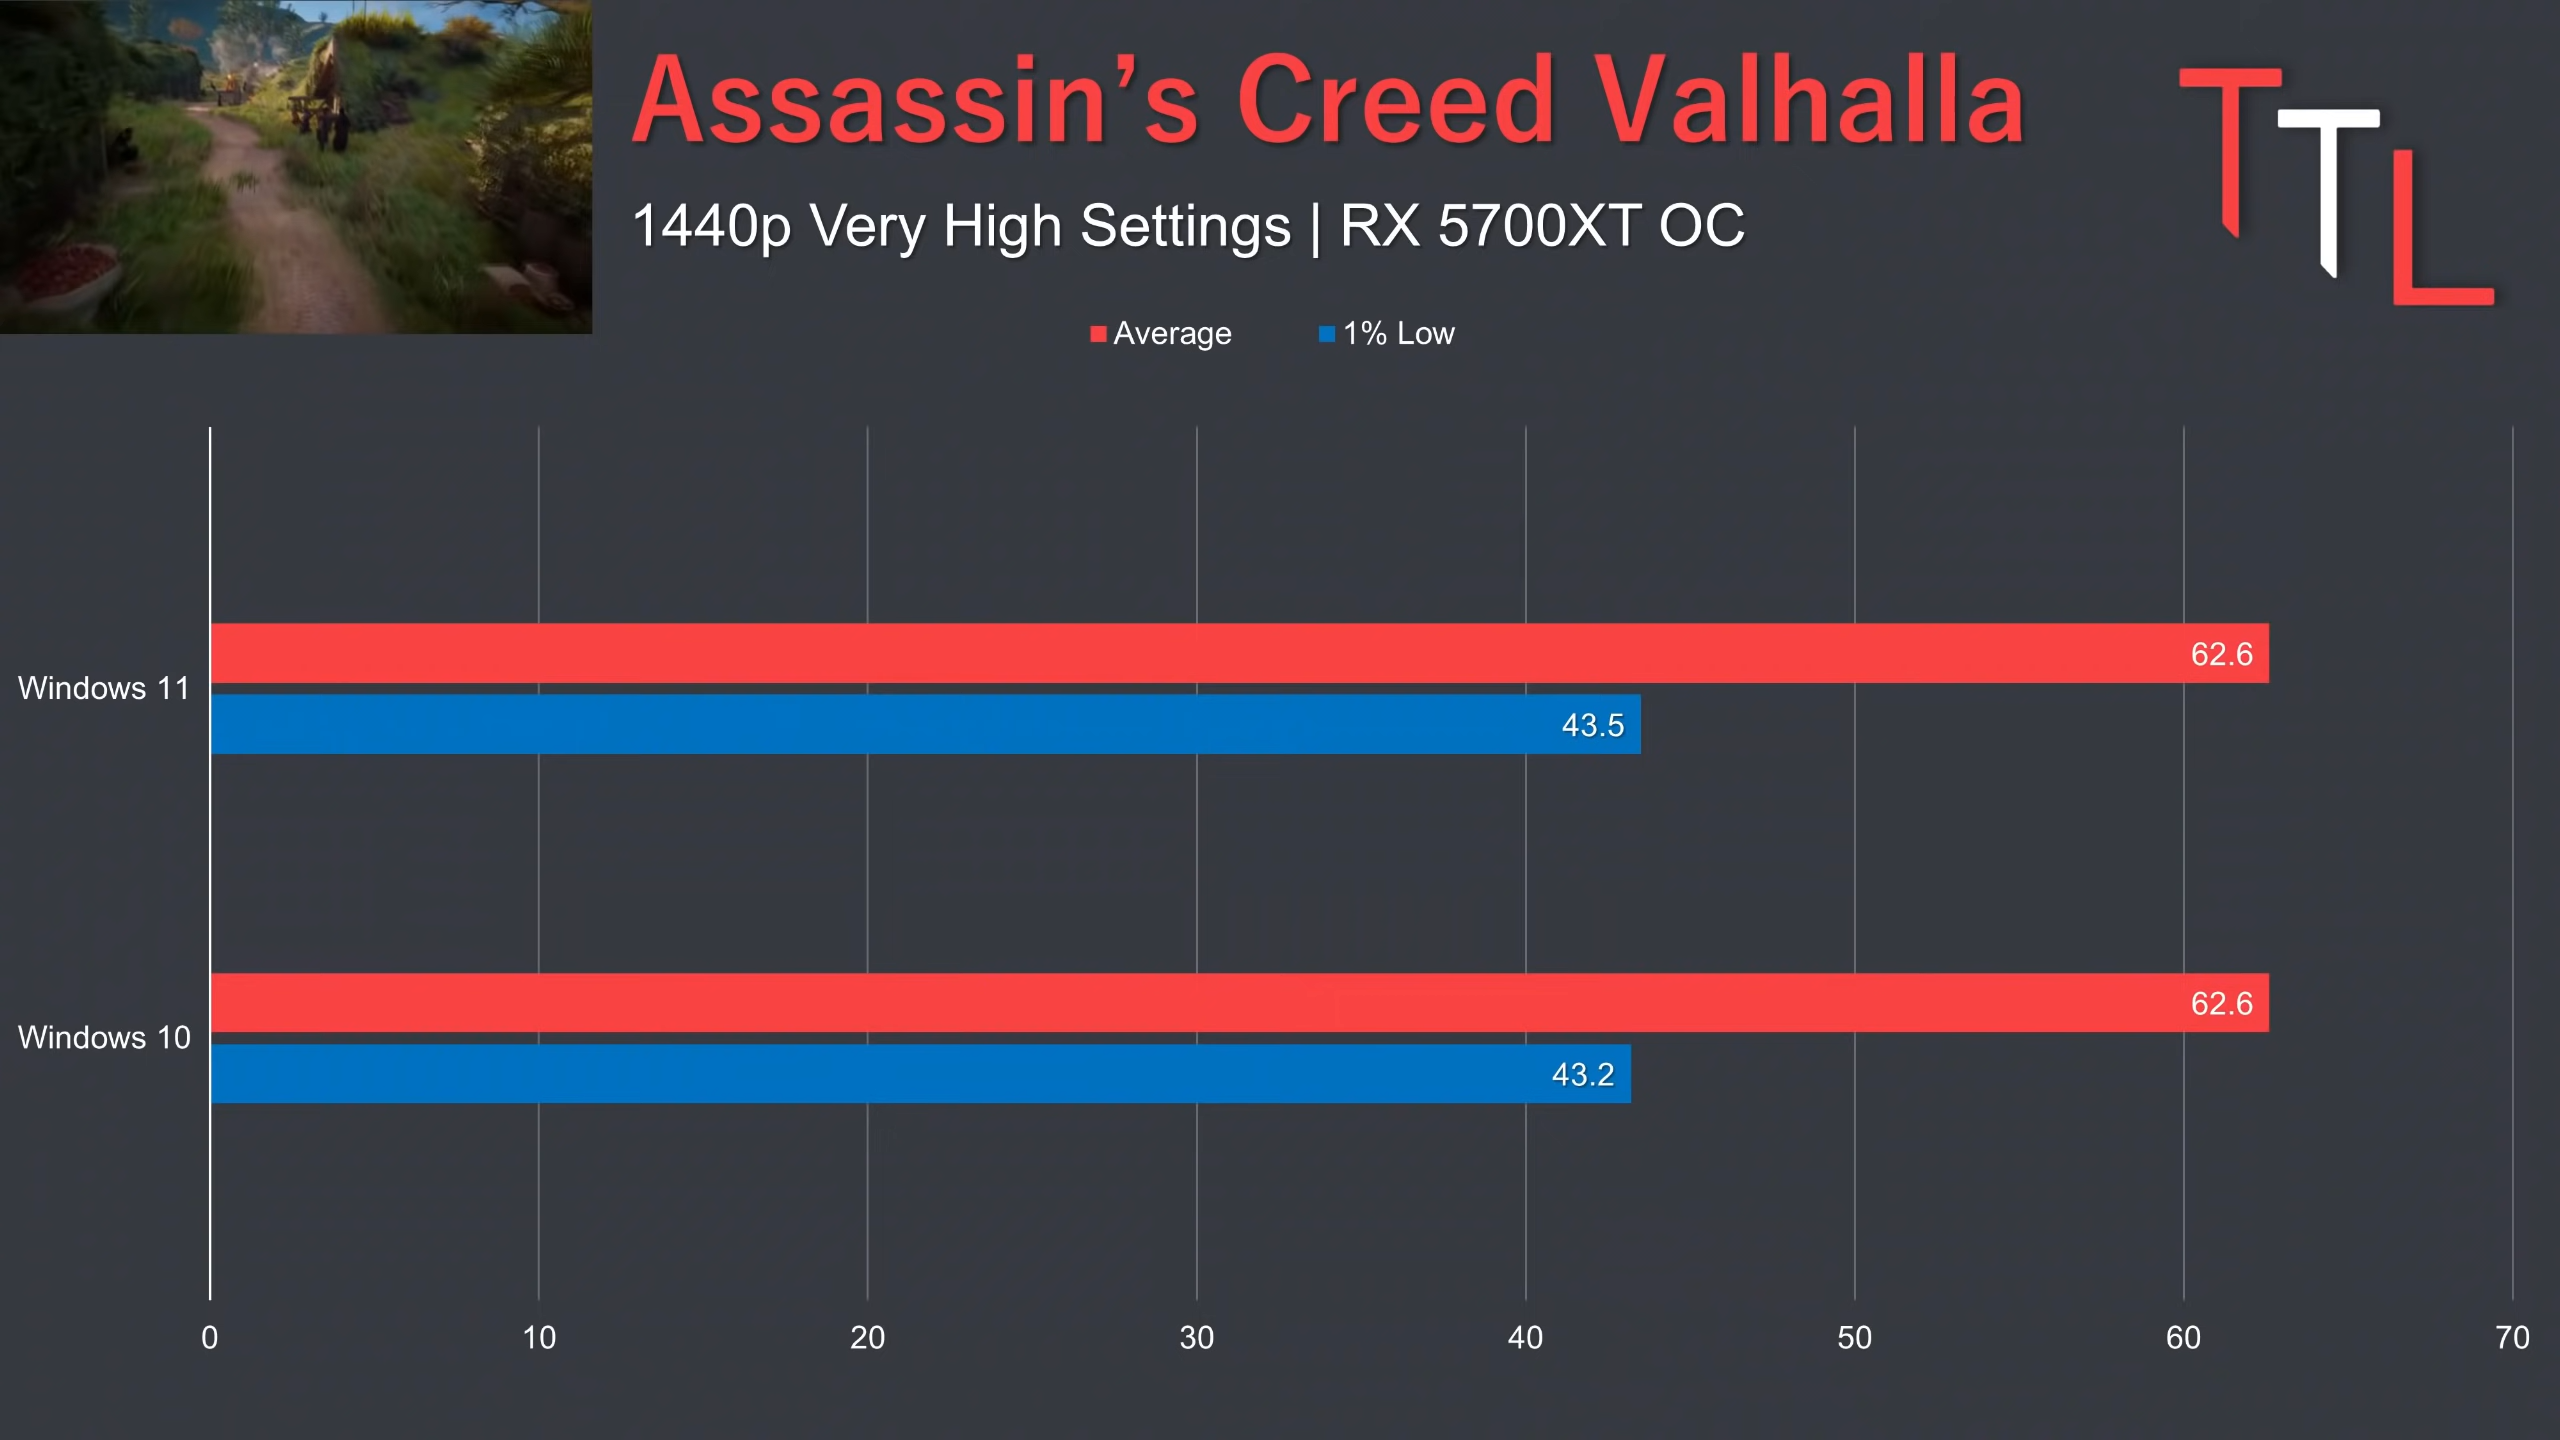 Assassin’s Creed Valhalla
TTL
1440p Very High Settings | RX 5700XT OC
Average 1% Low
Windows 11
62.6
43.5
Windows 10
62.6
43.2
0 10 20 30 40 50 60 70